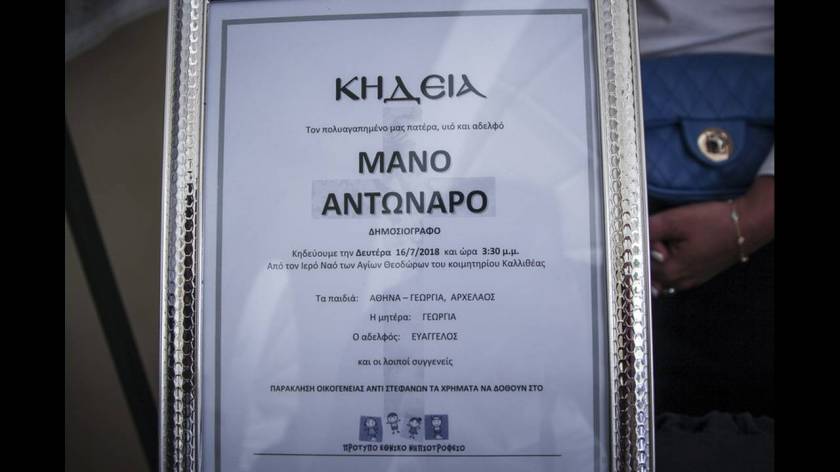 ΚΗΔΕΙΑ
Τον πολυαγαπημένο μας πατέρα, υιό και αδελφό
ΜΑΝΟ
ΑΝΤΩΝΑΡΟ
ΔΗΜΟΣΙΟΓΡΑΦΟ
Κηδεύουμε την Δευτέρα 16/7/2018 και ώρα 3:30 μ.μ.
Από τον Ιερό Ναό των Αγίων Θεοδώρων του κοιμητηρίου Καλλιθέας
Τα παιδιά: ΑΘΗΝΑ – ΓΕΩΡΓΙΑ, ΑΡΧΕΛΑΟΣ
Η μητέρα: ΓΕΩΡΓΙΑ
Ο αδελφός: ΕΥΑΓΓΕΛΟΣ
και οι λοιποί συγγενείς
ΠΑΡΑΚΛΗΣΗ ΟΙΚΟΓΕΝΕΙΑΣ ΑΝΤΙ ΣΤΕΦΑΝΩΝ ΤΑ ΧΡΗΜΑΤΑ ΝΑ ΔΟΘΟΥΝ ΣΤΟ
ΠΡΟΤΥΠΟ ΕΘΝΙΚΟ ΝΗΠΙΟΤΡΟΦΕΙΟ